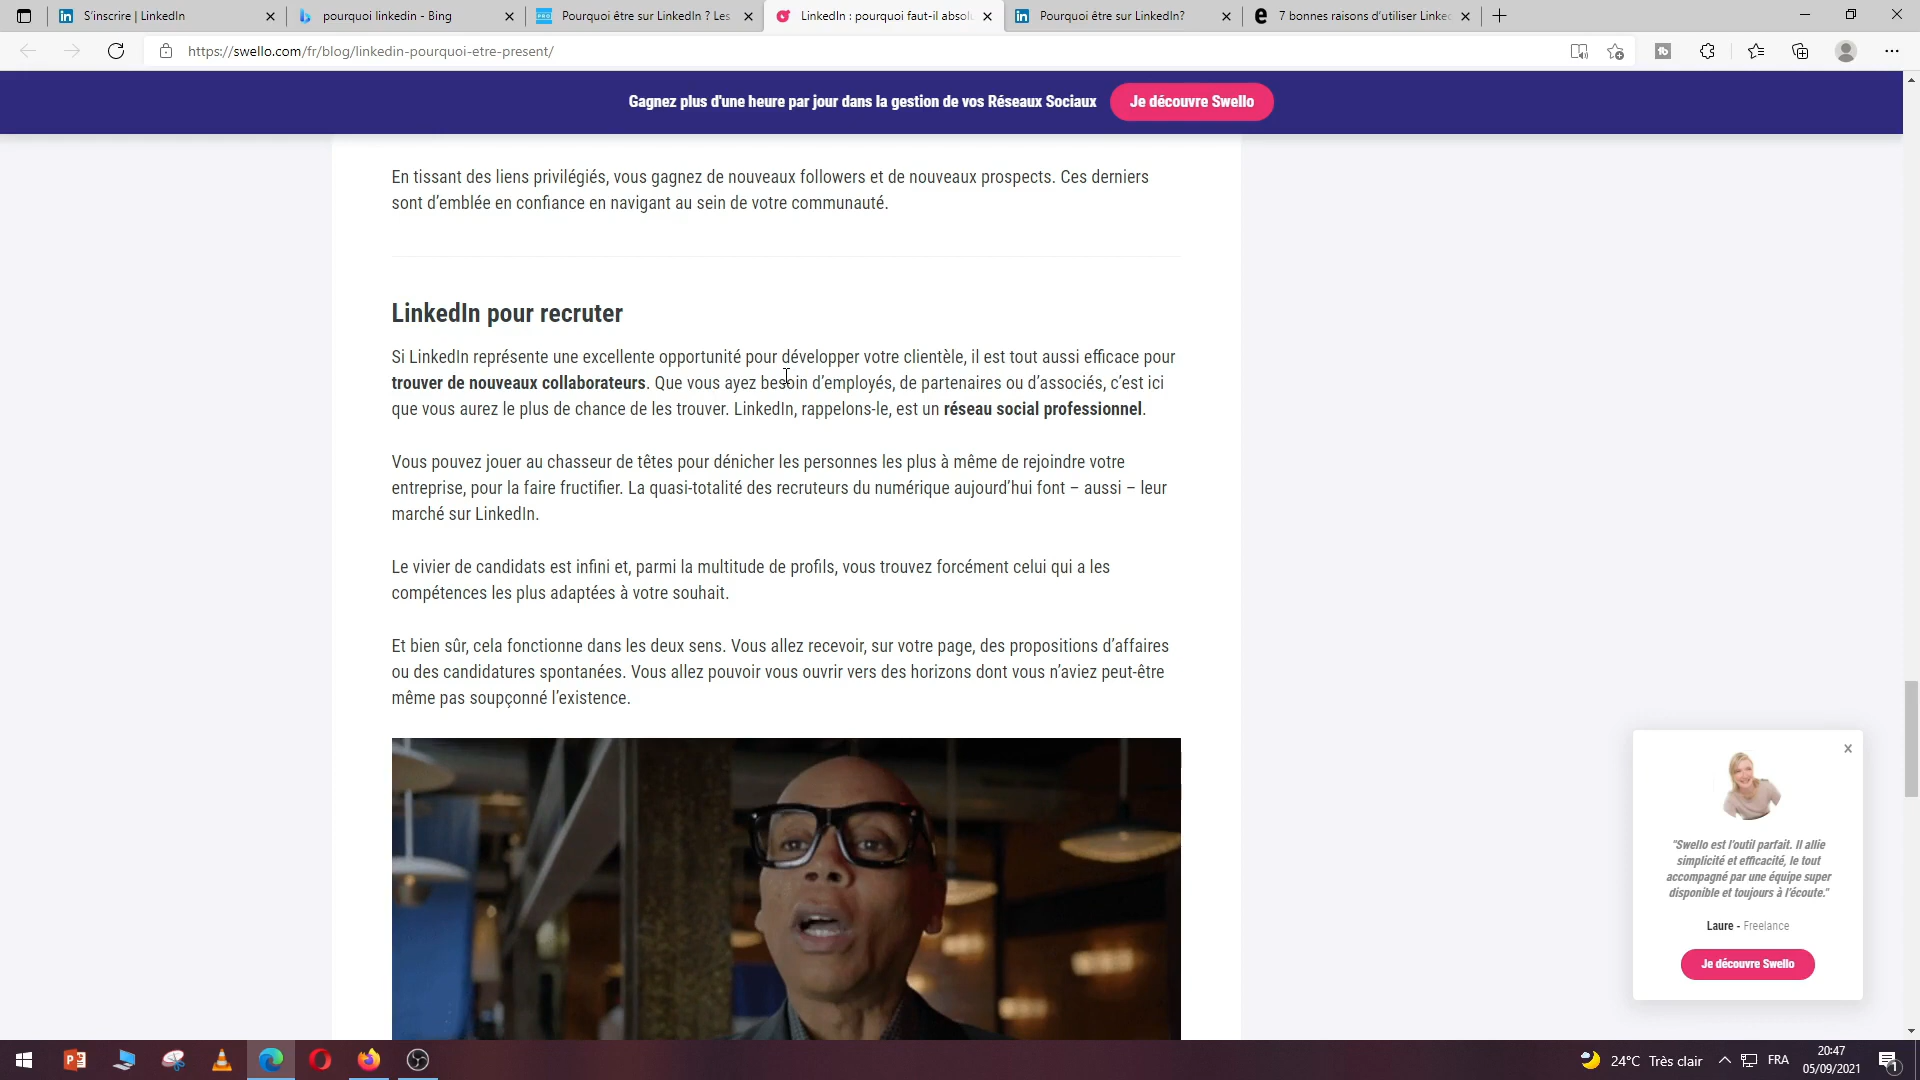 S'inscrire | LinkedIn
pourquoi linkedin - Bing
Pourquoi être sur LinkedIn ? Les
LinkedIn : pourquoi faut-il absolu
Pourquoi être sur LinkedIn?
7 bonnes raisons d'utiliser Linke
https://swello.com/fr/blog/linkedin-pourquoi-etre-present/
Gagnez plus d'une heure par jour dans la gestion de vos Réseaux Sociaux
Je découvre Swello
En tissant des liens privilégiés, vous gagnez de nouveaux followers et de nouveaux prospects. Ces derniers
sont d'emblée en confiance en navigant au sein de votre communauté.
LinkedIn pour recruter
Si LinkedIn représente une excellente opportunité pour développer votre clientèle, il est tout aussi efficace pour
trouver de nouveaux collaborateurs. Que vous ayez besoin d'employés, de partenaires ou d'associés, c'est ici
que vous aurez le plus de chance de les trouver. LinkedIn, rappelons-le, est un réseau social professionnel.
Vous pouvez jouer au chasseur de têtes pour dénicher les personnes les plus à même de rejoindre votre
entreprise, pour la faire fructifier. La quasi-totalité des recruteurs du numérique aujourd'hui font – aussi – leur
marché sur LinkedIn.
Le vivier de candidats est infini et, parmi la multitude de profils, vous trouvez forcément celui qui a les
compétences les plus adaptées à votre souhait.
Et bien sûr, cela fonctionne dans les deux sens. Vous allez recevoir, sur votre page, des propositions d'affaires
ou des candidatures spontanées. Vous allez pouvoir vous ouvrir vers des horizons dont vous n'aviez peut-être
même pas soupçonné l'existence.
"Swello est l'outil parfait. Il allie
simplicité et efficacité, le tout
accompagné par une équipe super
disponible et toujours à l'écoute."
Laure - Freelance
Je découvre Swello
24°C Très clair
FRA
20:47
05/09/2021
1